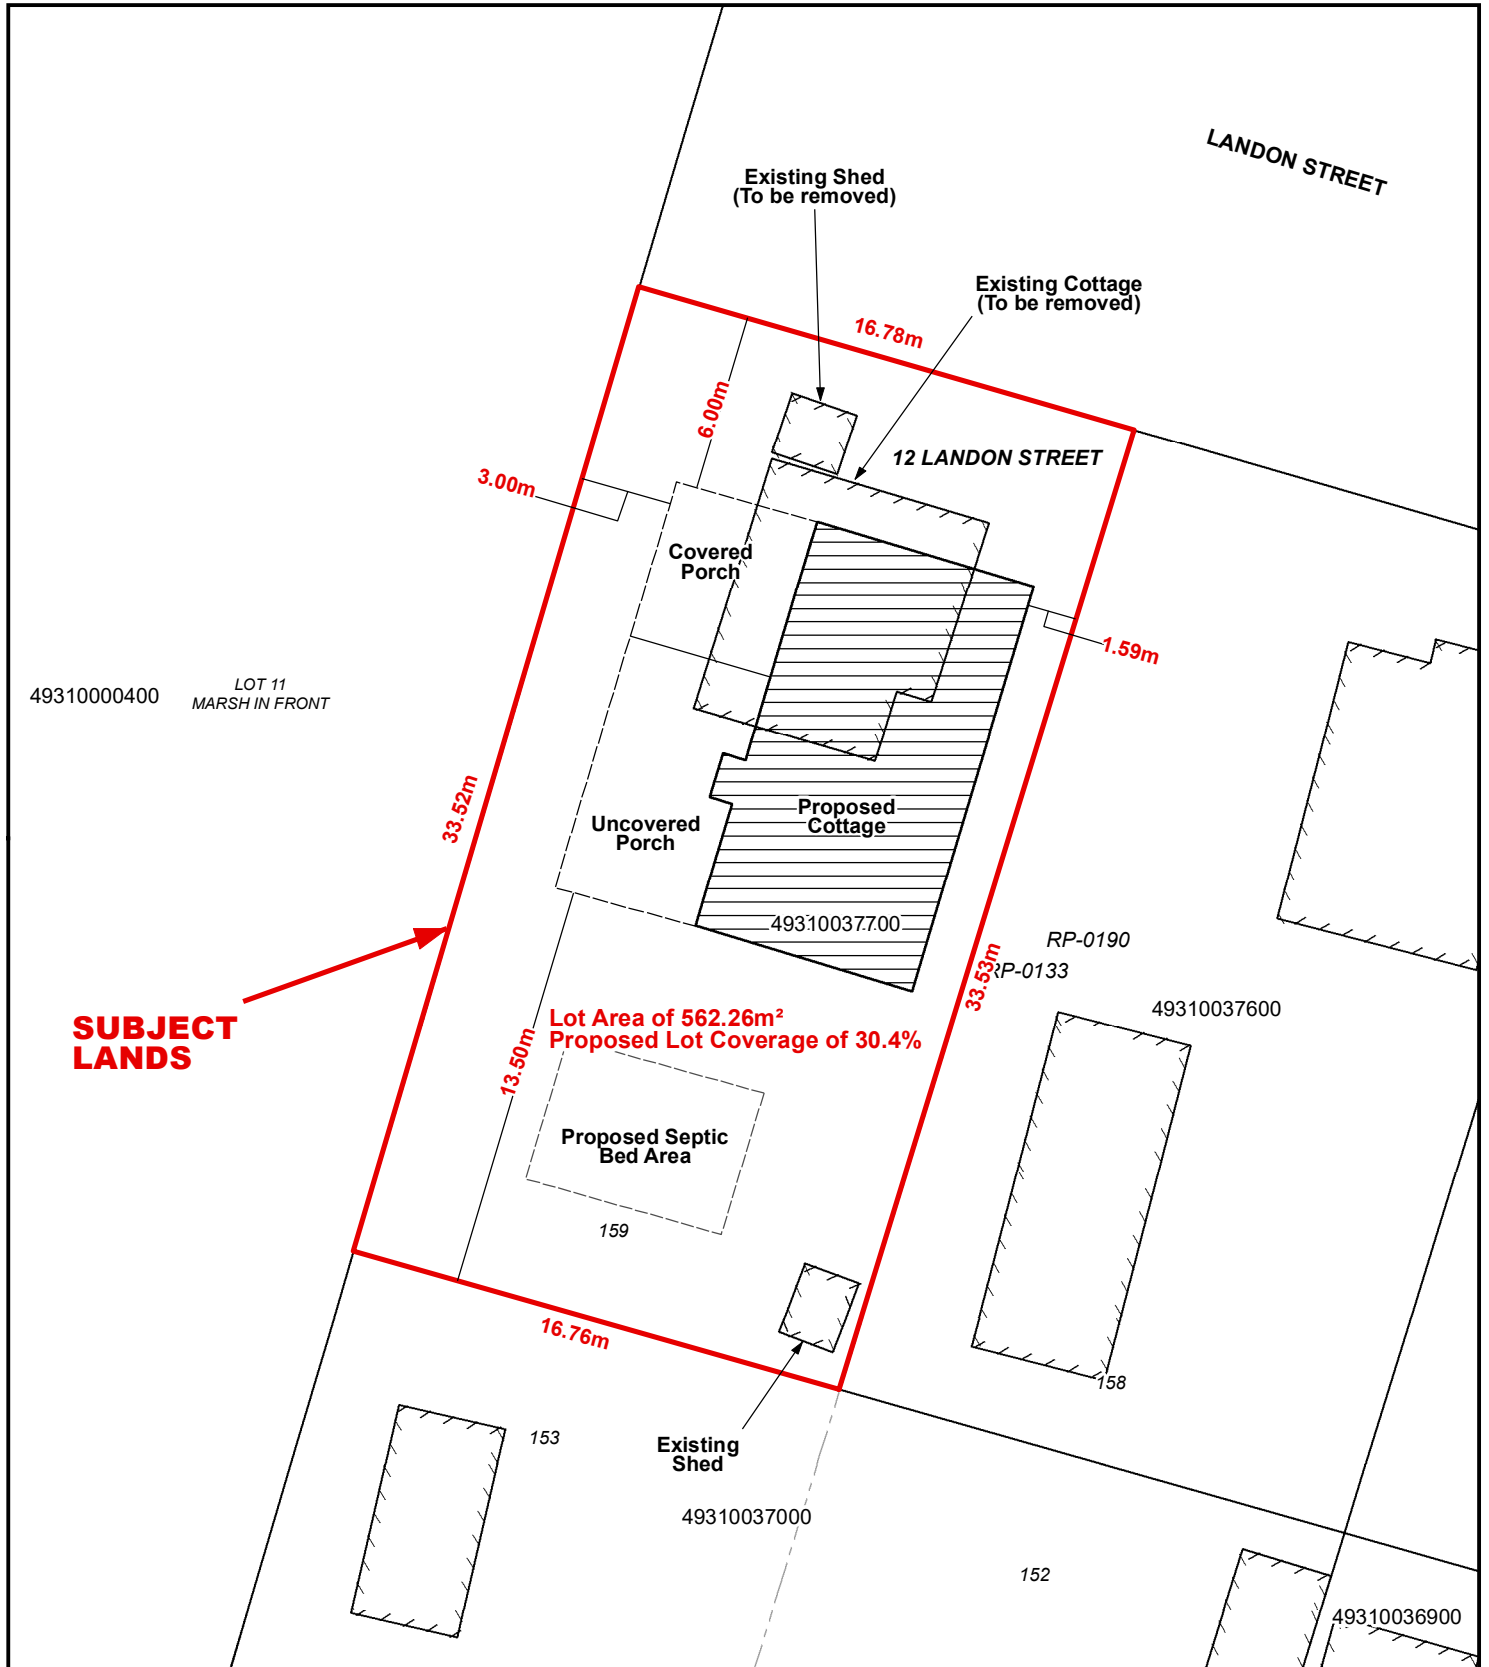 LANDON STREET
Existing Shed
(To be removed)
Existing Cottage
(To be removed)
16.78m
6.00m
12 LANDON STREET
3.00m
Covered
Porch
1.59m
49310000400
LOT 11
MARSH IN FRONT
33.52m
Uncovered
Porch
Proposed
Cottage
49310037700
RP-0190
RP-0133
33.53m
49310037600
SUBJECT
LANDS
Lot Area of 562.26m²
Proposed Lot Coverage of 30.4%
13.50m
Proposed Septic
Bed Area
159
16.76m
158
153
Existing
Shed
49310037000
152
49310036900